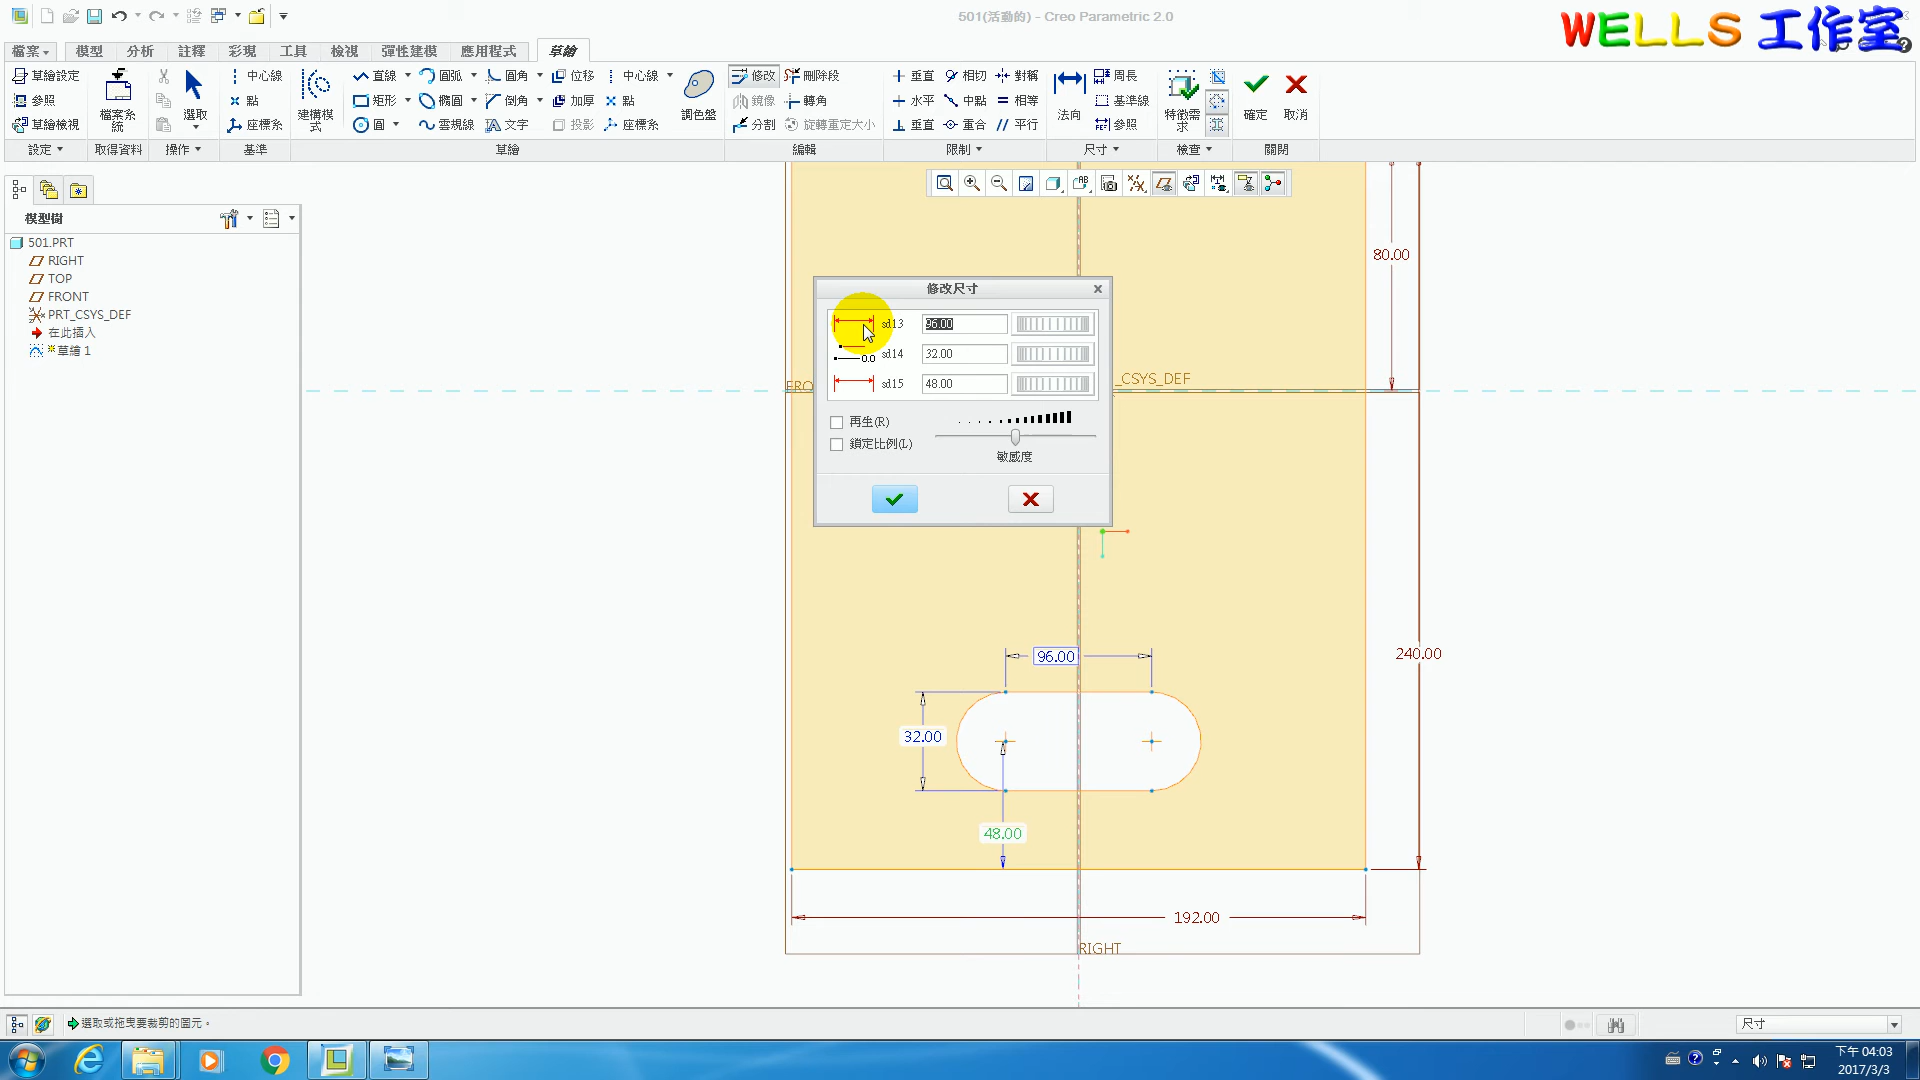 501(活動的) - Creo Parametric 2.0
WELLS 工作室
檔案 模型 分析 註釋 彩現 工具 檢視 彈性建模 應用程式 草繪
草繪設定
參照
草繪檢視
檔案系統
選取
中心線
點
座標系
建構模式
直線 圓弧 圓角 位移 中心線
矩形 橢圓 倒角 加厚 點
圓 雲規線 文字 投影 座標系
調色盤
修改 刪除段
鏡像 轉角
分割 旋轉重定大小
垂直 相切 對稱
水平 中點 相等
垂直 重合 平行
法向
周長
基準線
參照
特徵需求
確定
取消
設定 取得資料 操作 基準 草繪 編輯 限制 尺寸 檢查 關閉
模型樹
501.PRT
RIGHT
TOP
FRONT
PRT_CSYS_DEF
在此插入
草繪 1
80.00
修改尺寸
sd13 96.00
0.0 sd14 32.00
sd15 48.00
再生(R)
鎖定比例(L)
敏感度
FRO
_CSYS_DEF
96.00
240.00
32.00
48.00
192.00
RIGHT
選取或拖曳要裁剪的圖元。
尺寸
下午 04:03
2017/3/3